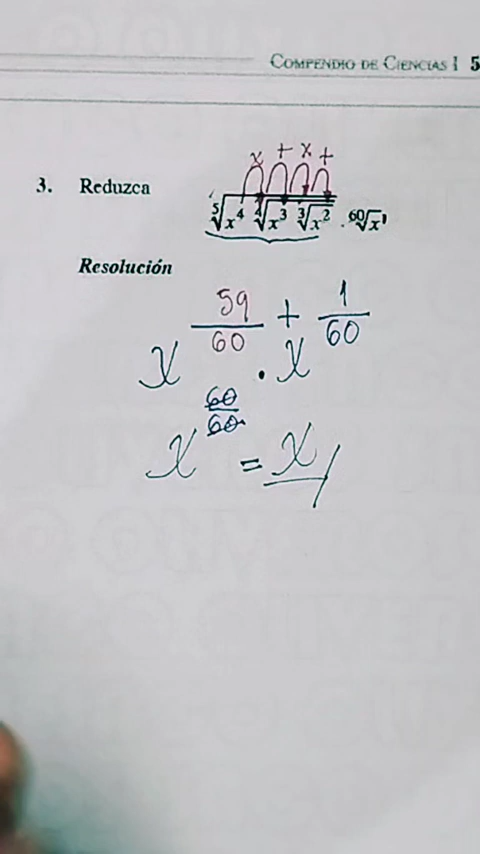 COMPENDIO DE CIENCIAS I 5
x + x +
3. Reduzca ⁵√(x⁴ ⁴√(x³ ³√(x²))) · ⁶⁰√x¹
Resolución
x^(59/60) · x^(+ 1/60)
x^(60/60) = x